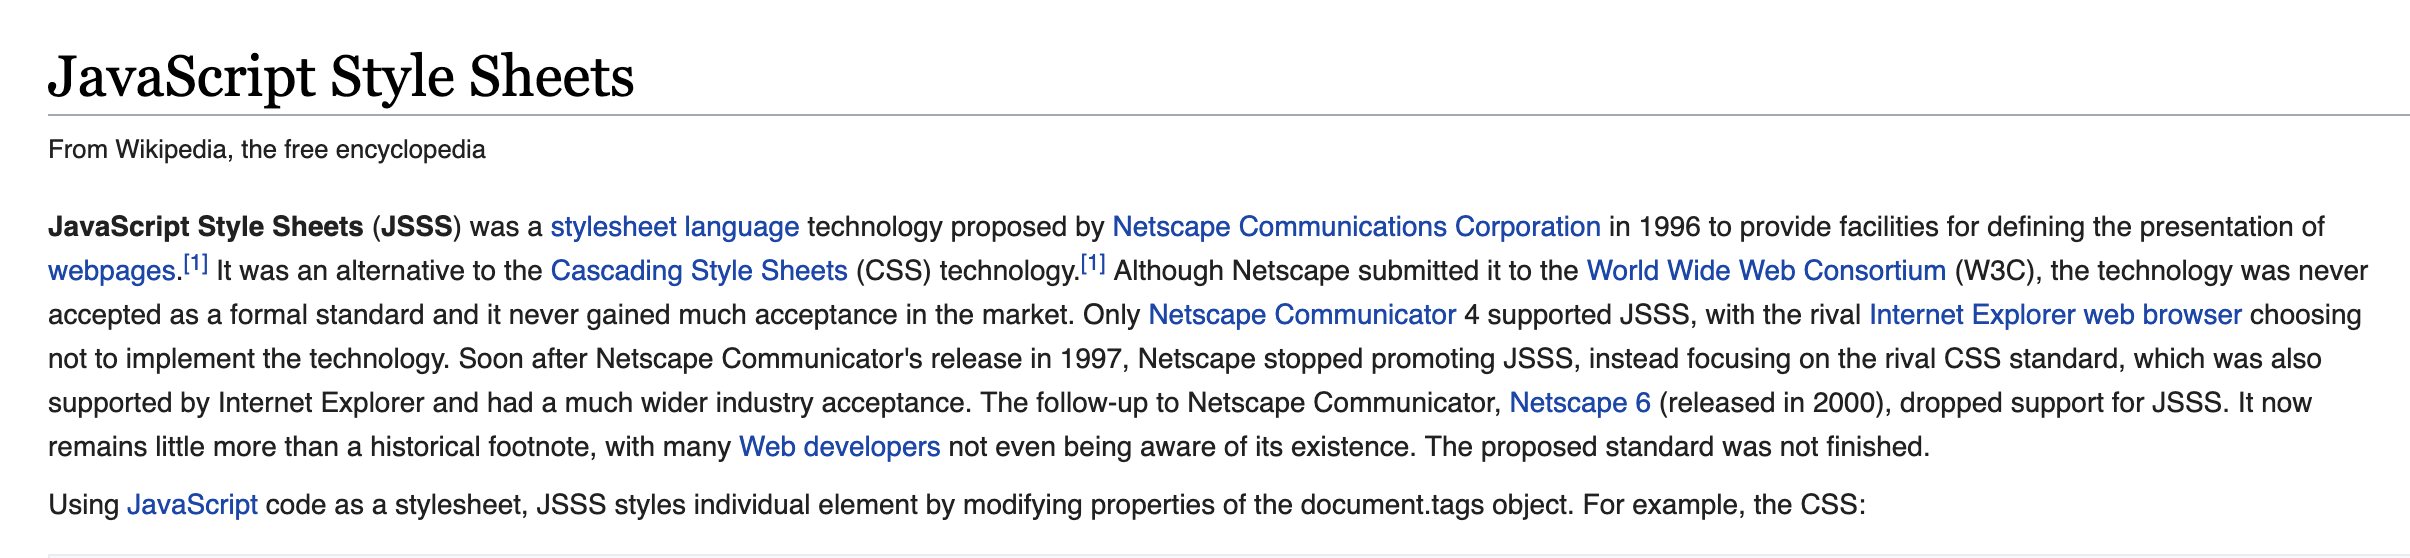 JavaScript Style Sheets
From Wikipedia, the free encyclopedia
JavaScript Style Sheets (JSSS) was a stylesheet language technology proposed by Netscape Communications Corporation in 1996 to provide facilities for defining the presentation of
webpages.[1] It was an alternative to the Cascading Style Sheets (CSS) technology.[1] Although Netscape submitted it to the World Wide Web Consortium (W3C), the technology was never
accepted as a formal standard and it never gained much acceptance in the market. Only Netscape Communicator 4 supported JSSS, with the rival Internet Explorer web browser choosing
not to implement the technology. Soon after Netscape Communicator's release in 1997, Netscape stopped promoting JSSS, instead focusing on the rival CSS standard, which was also
supported by Internet Explorer and had a much wider industry acceptance. The follow-up to Netscape Communicator, Netscape 6 (released in 2000), dropped support for JSSS. It now
remains little more than a historical footnote, with many Web developers not even being aware of its existence. The proposed standard was not finished.
Using JavaScript code as a stylesheet, JSSS styles individual element by modifying properties of the document.tags object. For example, the CSS: